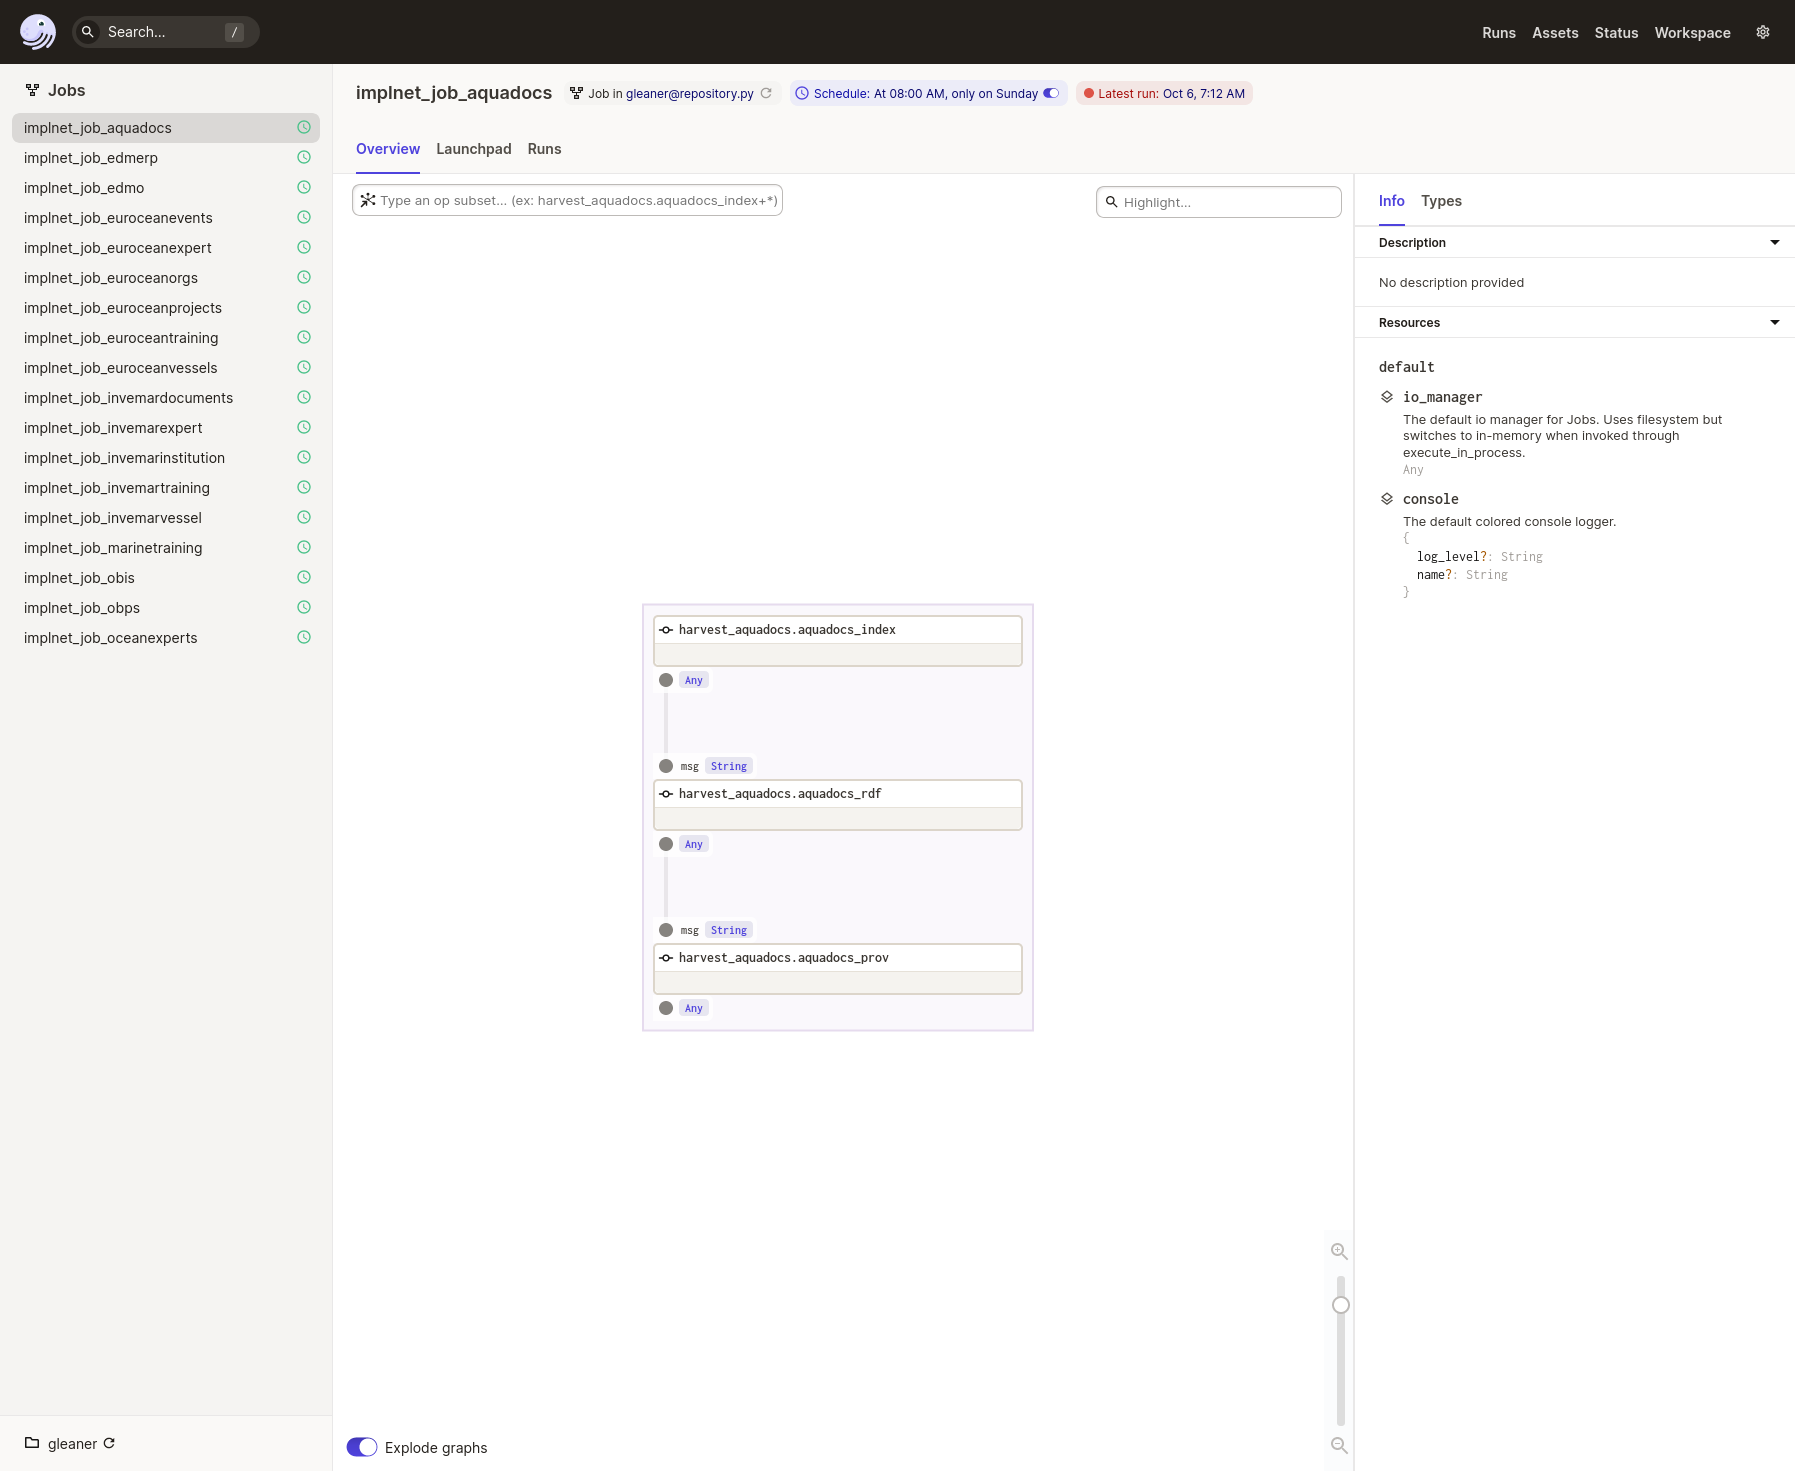 Search... /
Runs Assets Status Workspace
Jobs
implnet_job_aquadocs
implnet_job_edmerp
implnet_job_edmo
implnet_job_euroceanevents
implnet_job_euroceanexpert
implnet_job_euroceanorgs
implnet_job_euroceanprojects
implnet_job_euroceantraining
implnet_job_euroceanvessels
implnet_job_invemardocuments
implnet_job_invemarexpert
implnet_job_invemarinstitution
implnet_job_invemartraining
implnet_job_invemarvessel
implnet_job_marinetraining
implnet_job_obis
implnet_job_obps
implnet_job_oceanexperts
gleaner
implnet_job_aquadocs Job in gleaner@repository.py Schedule: At 08:00 AM, only on Sunday Latest run: Oct 6, 7:12 AM
Overview Launchpad Runs
Type an op subset... (ex: harvest_aquadocs.aquadocs_index+*)
Highlight...
harvest_aquadocs.aquadocs_index
Any
msg String
harvest_aquadocs.aquadocs_rdf
Any
msg String
harvest_aquadocs.aquadocs_prov
Any
Explode graphs
Info Types
Description
No description provided
Resources
default
io_manager
The default io manager for Jobs. Uses filesystem but
switches to in-memory when invoked through
execute_in_process.
Any
console
The default colored console logger.
{
log_level?: String
name?: String
}